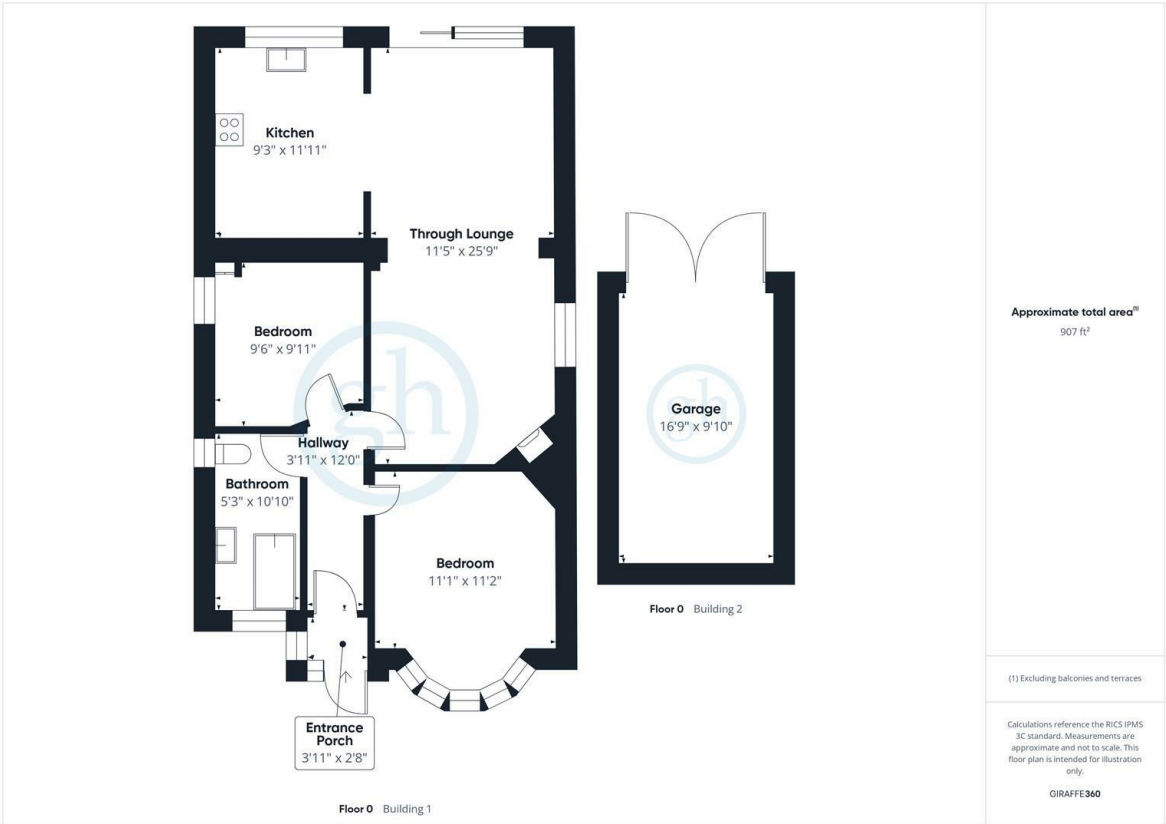 Kitchen
9'3" x 11'11"
Through Lounge
11'5" x 25'9"
Bedroom
9'6" x 9'11"
gh
Hallway
3'11" x 12'0"
Bathroom
5'3" x 10'10"
Bedroom
11'1" x 11'2"
Entrance
Porch
3'11" x 2'8"
Floor 0 Building 1
gh
Garage
16'9" x 9'10"
Floor 0 Building 2
Approximate total area(1)
907 ft²
(1) Excluding balconies and terraces
Calculations reference the RICS IPMS
3C standard. Measurements are
approximate and not to scale. This
floor plan is intended for illustration
only.
GIRAFFE360